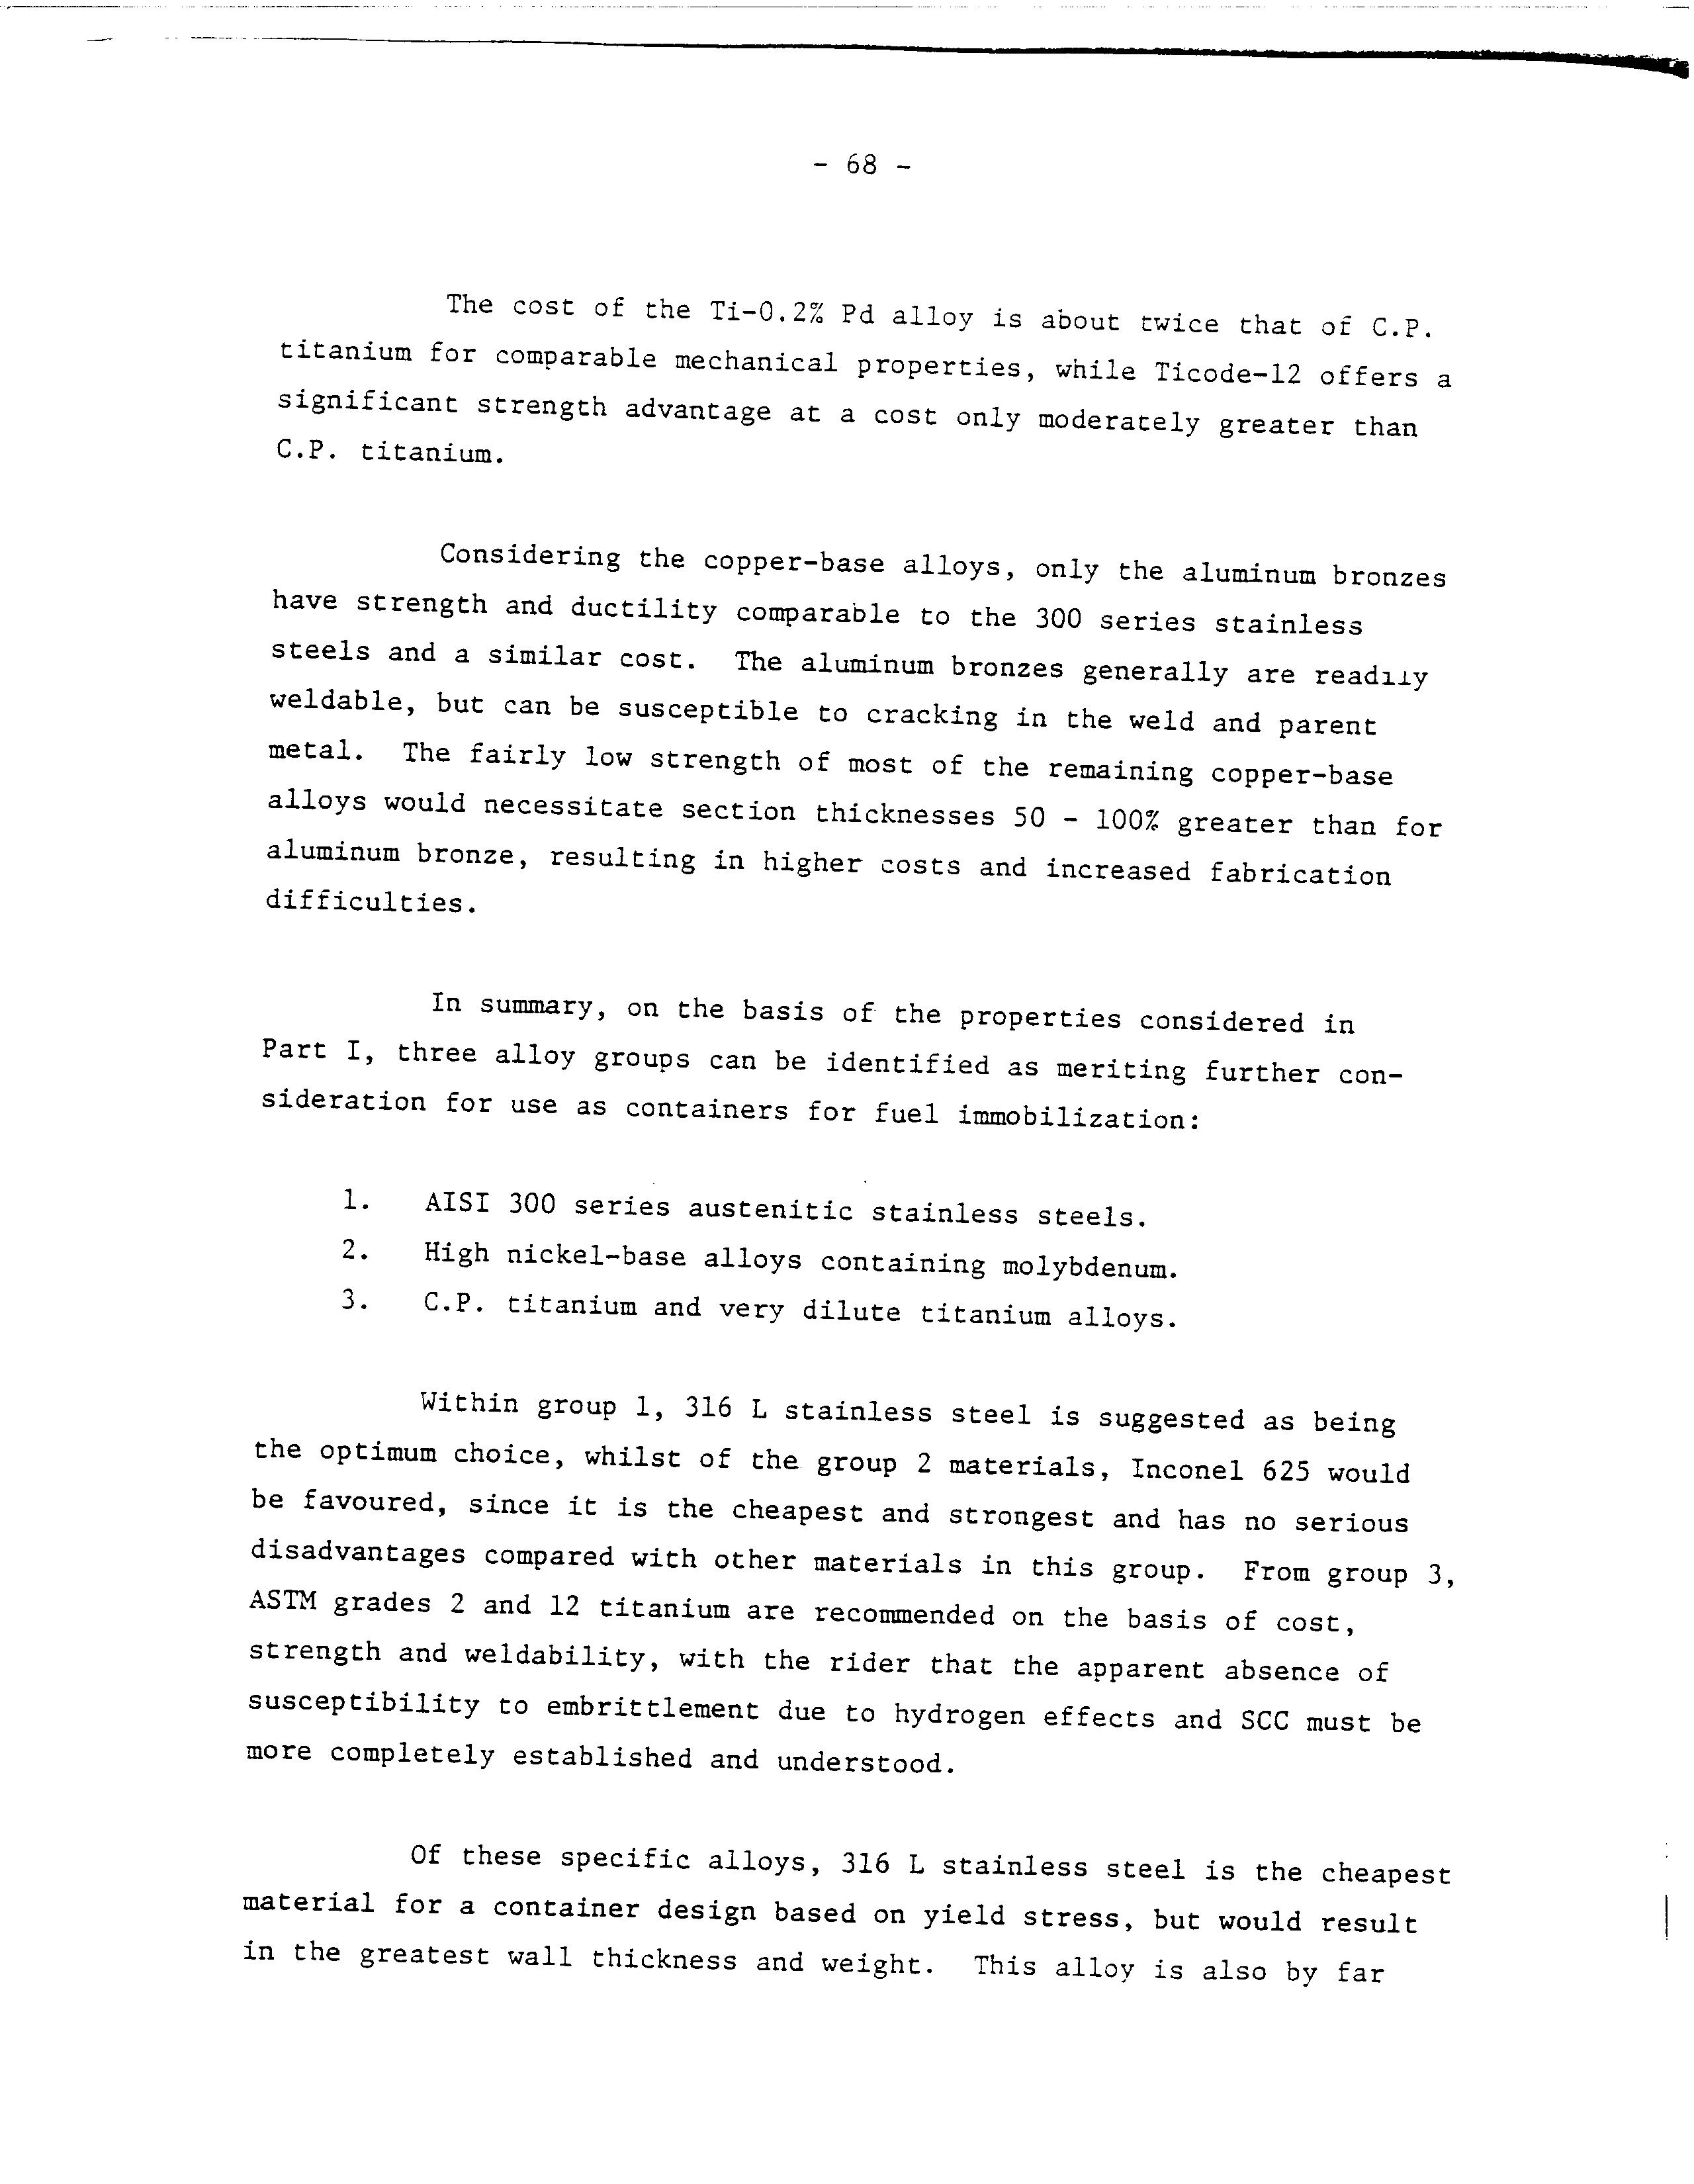 - 68 -
The cost of the Ti-0.2% Pd alloy is about twice that of C.P.
titanium for comparable mechanical properties, while Ticode-12 offers a
significant strength advantage at a cost only moderately greater than
C.P. titanium.
Considering the copper-base alloys, only the aluminum bronzes
have strength and ductility comparable to the 300 series stainless
steels and a similar cost. The aluminum bronzes generally are readily
weldable, but can be susceptible to cracking in the weld and parent
metal. The fairly low strength of most of the remaining copper-base
alloys would necessitate section thicknesses 50 - 100% greater than for
aluminum bronze, resulting in higher costs and increased fabrication
difficulties.
In summary, on the basis of the properties considered in
Part I, three alloy groups can be identified as meriting further con-
sideration for use as containers for fuel immobilization:
1. AISI 300 series austenitic stainless steels.
2. High nickel-base alloys containing molybdenum.
3. C.P. titanium and very dilute titanium alloys.
Within group 1, 316 L stainless steel is suggested as being
the optimum choice, whilst of the group 2 materials, Inconel 625 would
be favoured, since it is the cheapest and strongest and has no serious
disadvantages compared with other materials in this group. From group 3,
ASTM grades 2 and 12 titanium are recommended on the basis of cost,
strength and weldability, with the rider that the apparent absence of
susceptibility to embrittlement due to hydrogen effects and SCC must be
more completely established and understood.
Of these specific alloys, 316 L stainless steel is the cheapest
material for a container design based on yield stress, but would result
in the greatest wall thickness and weight. This alloy is also by far